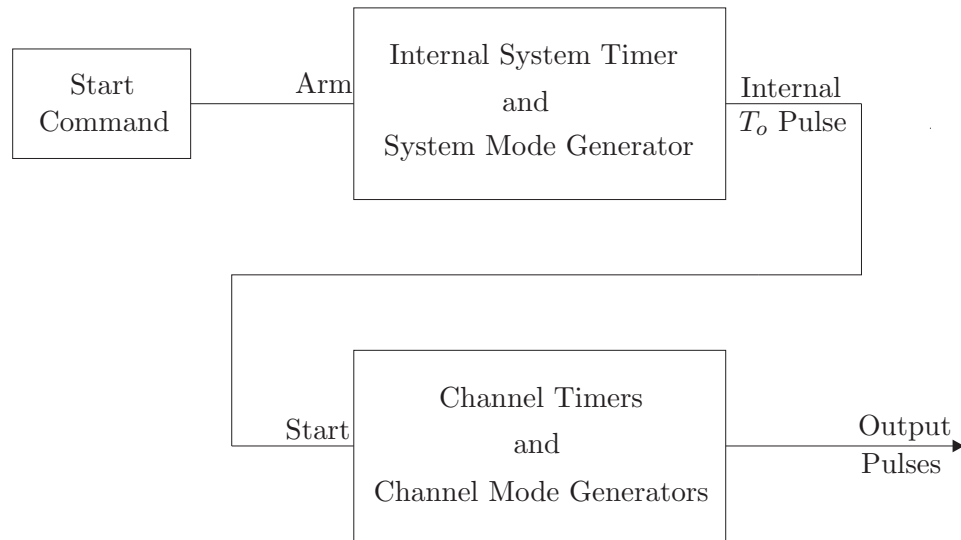 Start
Command
Arm
Internal System Timer
and
System Mode Generator
Internal
T_o Pulse
Start
Channel Timers
and
Channel Mode Generators
Output
Pulses